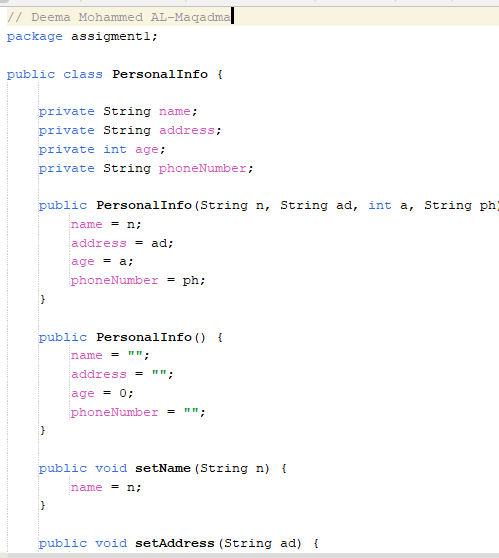 // Deema Mohammed AL-Maqadma
package assigment1;
public class PersonalInfo {
private String name;
private String address;
private int age;
private String phoneNumber;
public PersonalInfo(String n, String ad, int a, String ph)
name = n;
address = ad;
age = a;
phoneNumber = ph;
}
public PersonalInfo() {
name = "";
address = "";
age = 0;
phoneNumber = "";
}
public void setName(String n) {
name = n;
}
public void setAddress(String ad) {